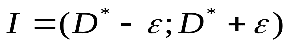 I = (D* - ε; D* + ε)